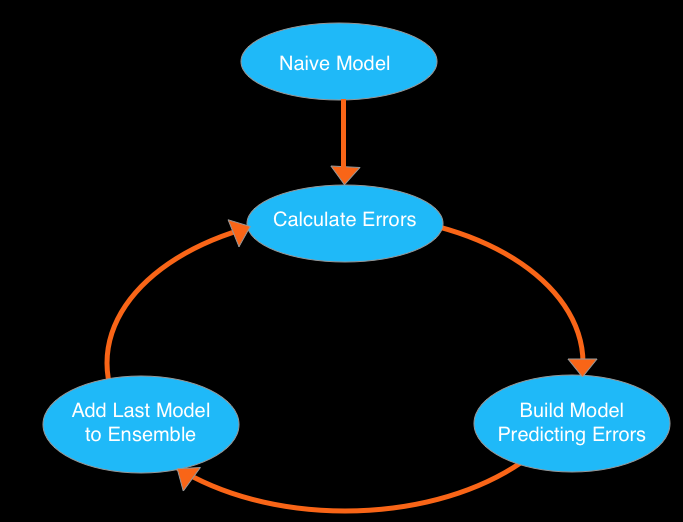 Naive Model
Calculate Errors
Add Last Model
to Ensemble
Build Model
Predicting Errors